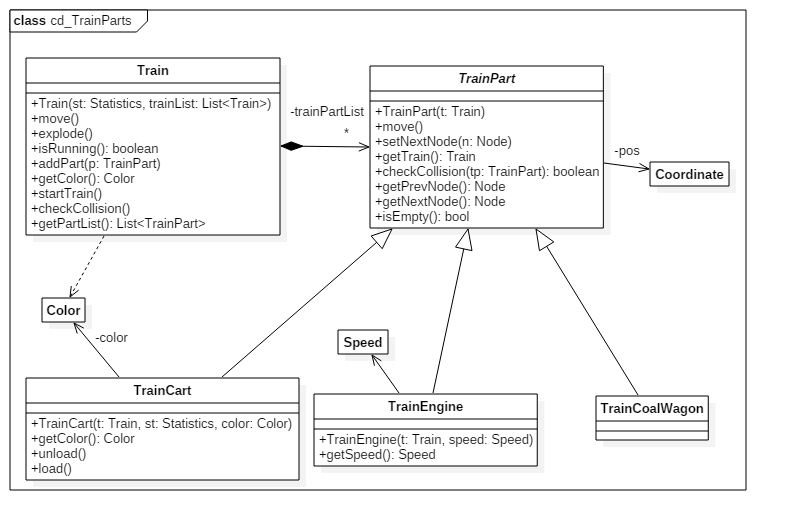 class cd_TrainParts
Train
+Train(st: Statistics, trainList: List<Train>)
+move()
+explode()
+isRunning(): boolean
+addPart(p: TrainPart)
+getColor(): Color
+startTrain()
+checkCollision()
+getPartList(): List<TrainPart>
-trainPartList
*
TrainPart
+TrainPart(t: Train)
+move()
+setNextNode(n: Node)
+getTrain(): Train
+checkCollision(tp: TrainPart): boolean
+getPrevNode(): Node
+getNextNode(): Node
+isEmpty(): bool
-pos
Coordinate
Color
-color
Speed
TrainCart
+TrainCart(t: Train, st: Statistics, color: Color)
+getColor(): Color
+unload()
+load()
TrainEngine
+TrainEngine(t: Train, speed: Speed)
+getSpeed(): Speed
TrainCoalWagon